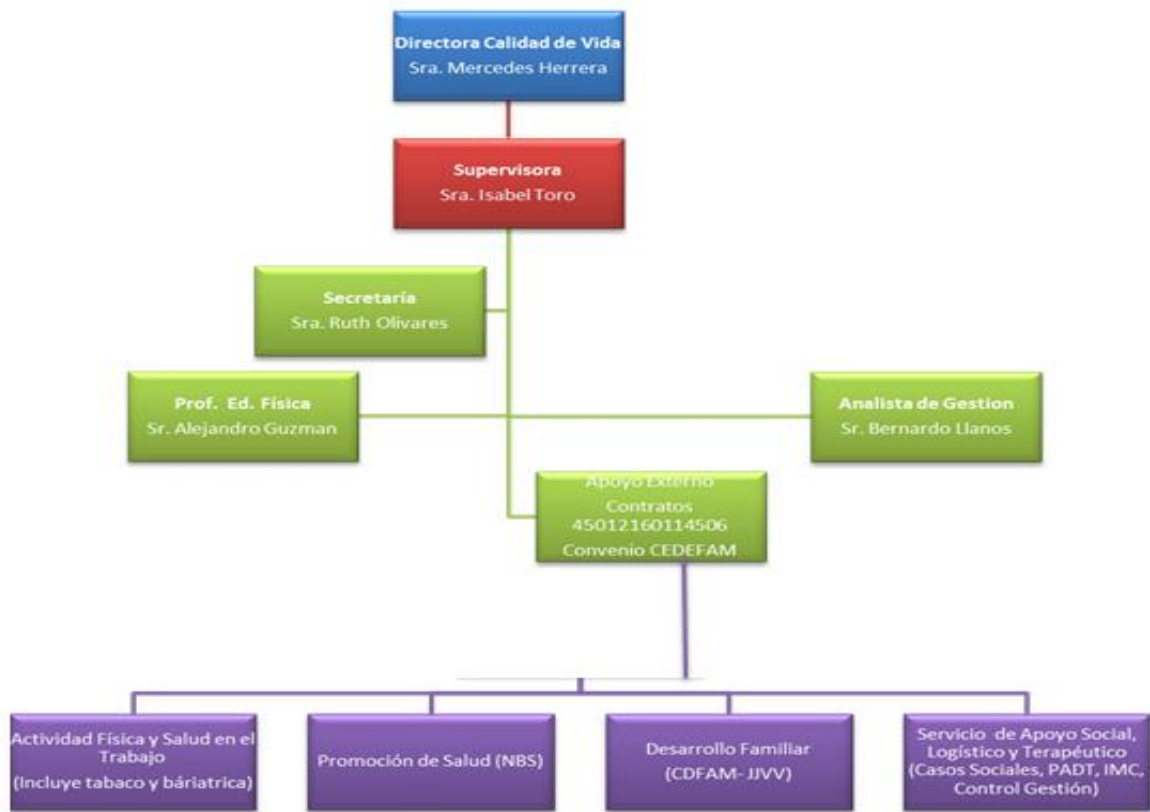 Directora Calidad de Vida
Sra. Mercedes Herrera
Supervisora
Sra. Isabel Toro
Secretaría
Sra. Ruth Olivares
Prof. Ed. Física
Sr. Alejandro Guzman
Analista de Gestion
Sr. Bernardo Llanos
Apoyo Externo
Contratos
45012160114506
Convenio CEDEFAM
Actividad Física y Salud en el
Trabajo
(Incluye tabaco y báriatrica)
Promoción de Salud (NBS)
Desarrollo Familiar
(CDFAM- JJVV)
Servicio de Apoyo Social,
Logístico y Terapéutico
(Casos Sociales, PADT, IMC,
Control Gestión)